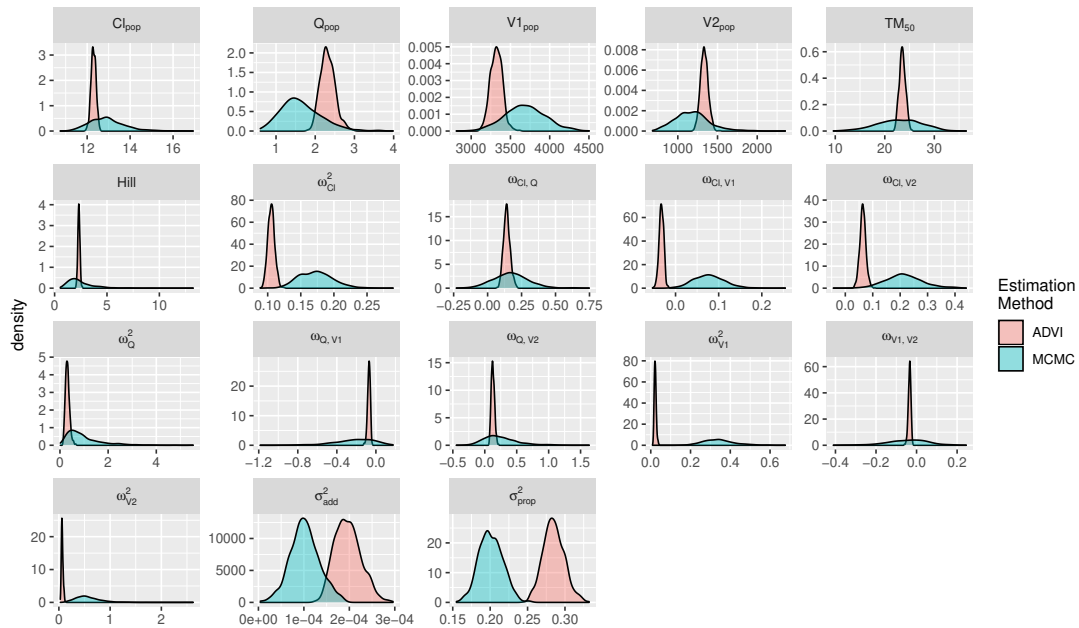 Cl_pop Q_pop V1_pop V2_pop TM_50
3 2 1 0
2.0 1.5 1.0 0.5 0.0
0.005 0.004 0.003 0.002 0.001 0.000
0.008 0.006 0.004 0.002 0.000
0.6 0.4 0.2 0.0
12 14 16 1 2 3 4 3000 3500 4000 4500 1000 1500 2000 10 20 30
Hill ω²_Cl ω_Cl, Q ω_Cl, V1 ω_Cl, V2
4 3 2 1 0
80 60 40 20 0
15 10 5 0
60 40 20 0
40 30 20 10 0
0 5 10 0.10 0.15 0.20 0.25 −0.25 0.00 0.25 0.50 0.75 0.0 0.1 0.2 0.0 0.1 0.2 0.3 0.4
density
Estimation
Method
ADVI
MCMC
ω²_Q ω_Q, V1 ω_Q, V2 ω²_V1 ω_V1, V2
5 4 3 2 1 0
20 10 0
15 10 5 0
80 60 40 20 0
60 40 20 0
0 2 4 −1.2 −0.8 −0.4 0.0 −0.5 0.0 0.5 1.0 1.5 0.0 0.2 0.4 0.6 −0.4 −0.2 0.0 0.2
ω²_V2 σ²_add σ²_prop
20 10 0
10000 5000 0
20 10 0
0 1 2 0e+00 1e−04 2e−04 3e−04 0.15 0.20 0.25 0.30